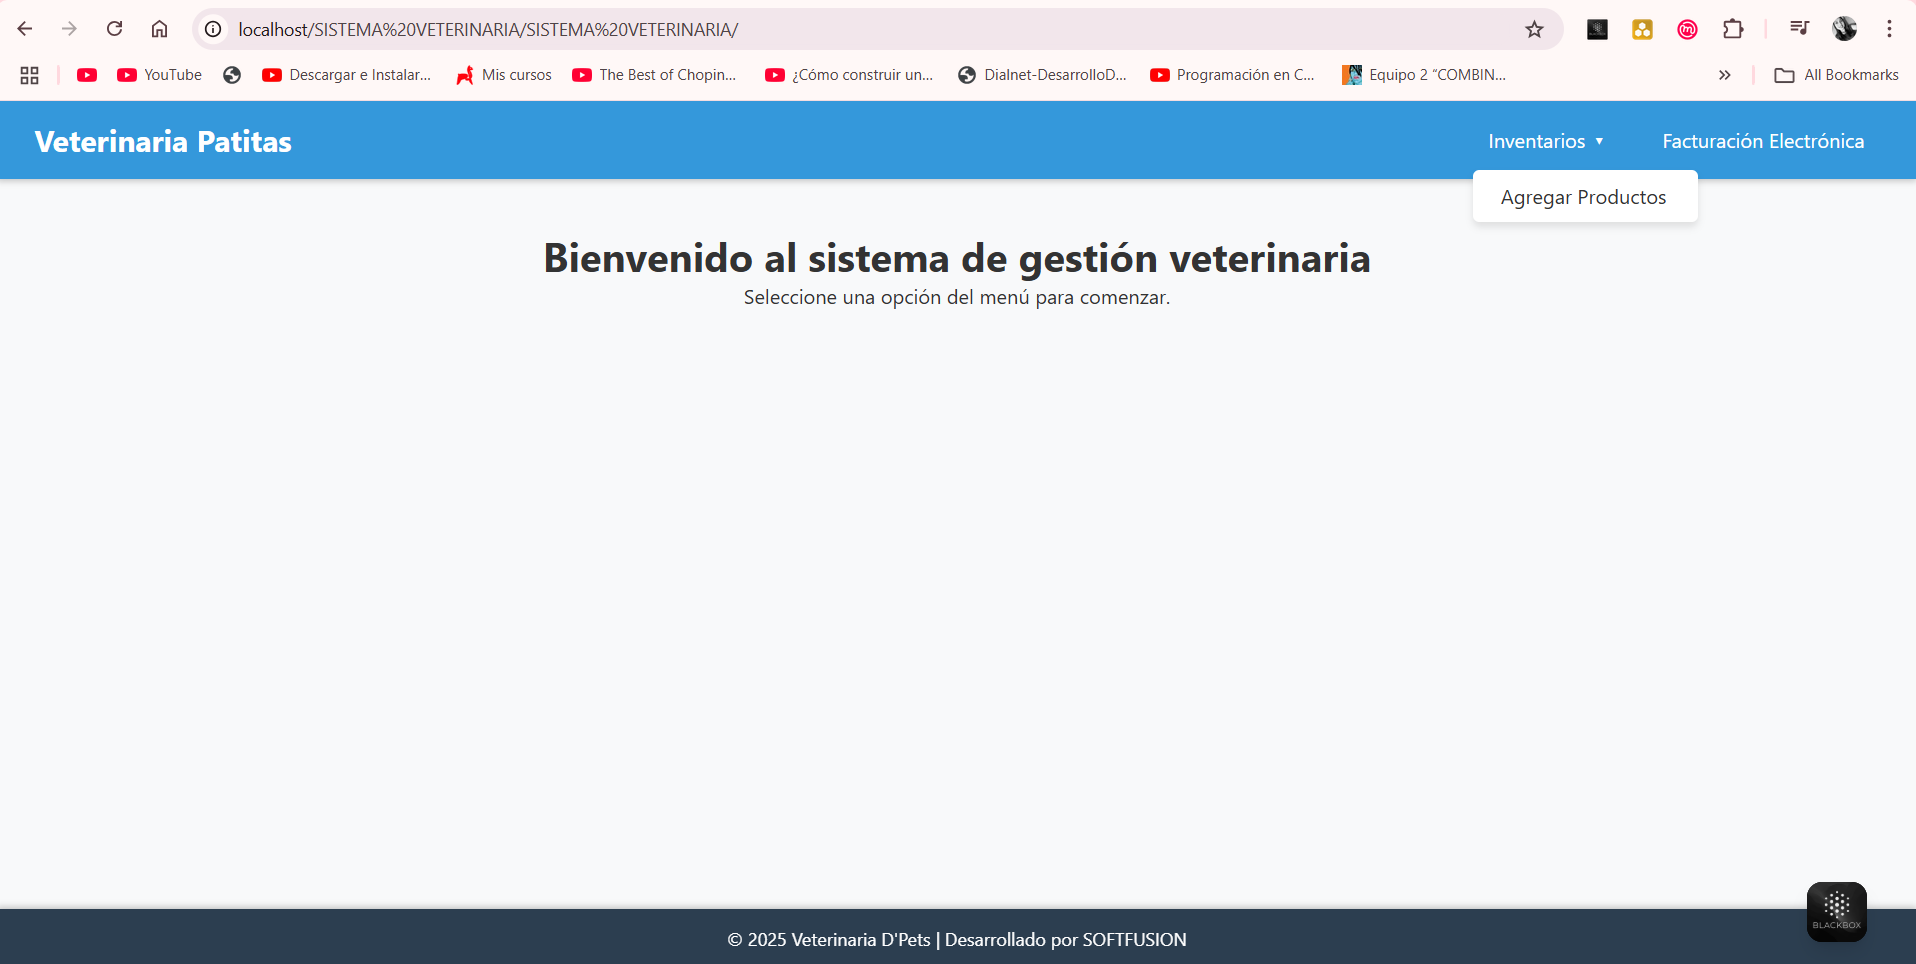 localhost/SISTEMA%20VETERINARIA/SISTEMA%20VETERINARIA/
YouTube
Descargar e Instalar...
Mis cursos
The Best of Chopin...
¿Cómo construir un...
Dialnet-DesarrolloD...
Programación en C...
Equipo 2 “COMBIN...
All Bookmarks
Veterinaria Patitas
Inventarios ▼
Facturación Electrónica
Agregar Productos
Bienvenido al sistema de gestión veterinaria
Seleccione una opción del menú para comenzar.
BLACKBOX
© 2025 Veterinaria D'Pets | Desarrollado por SOFTFUSION